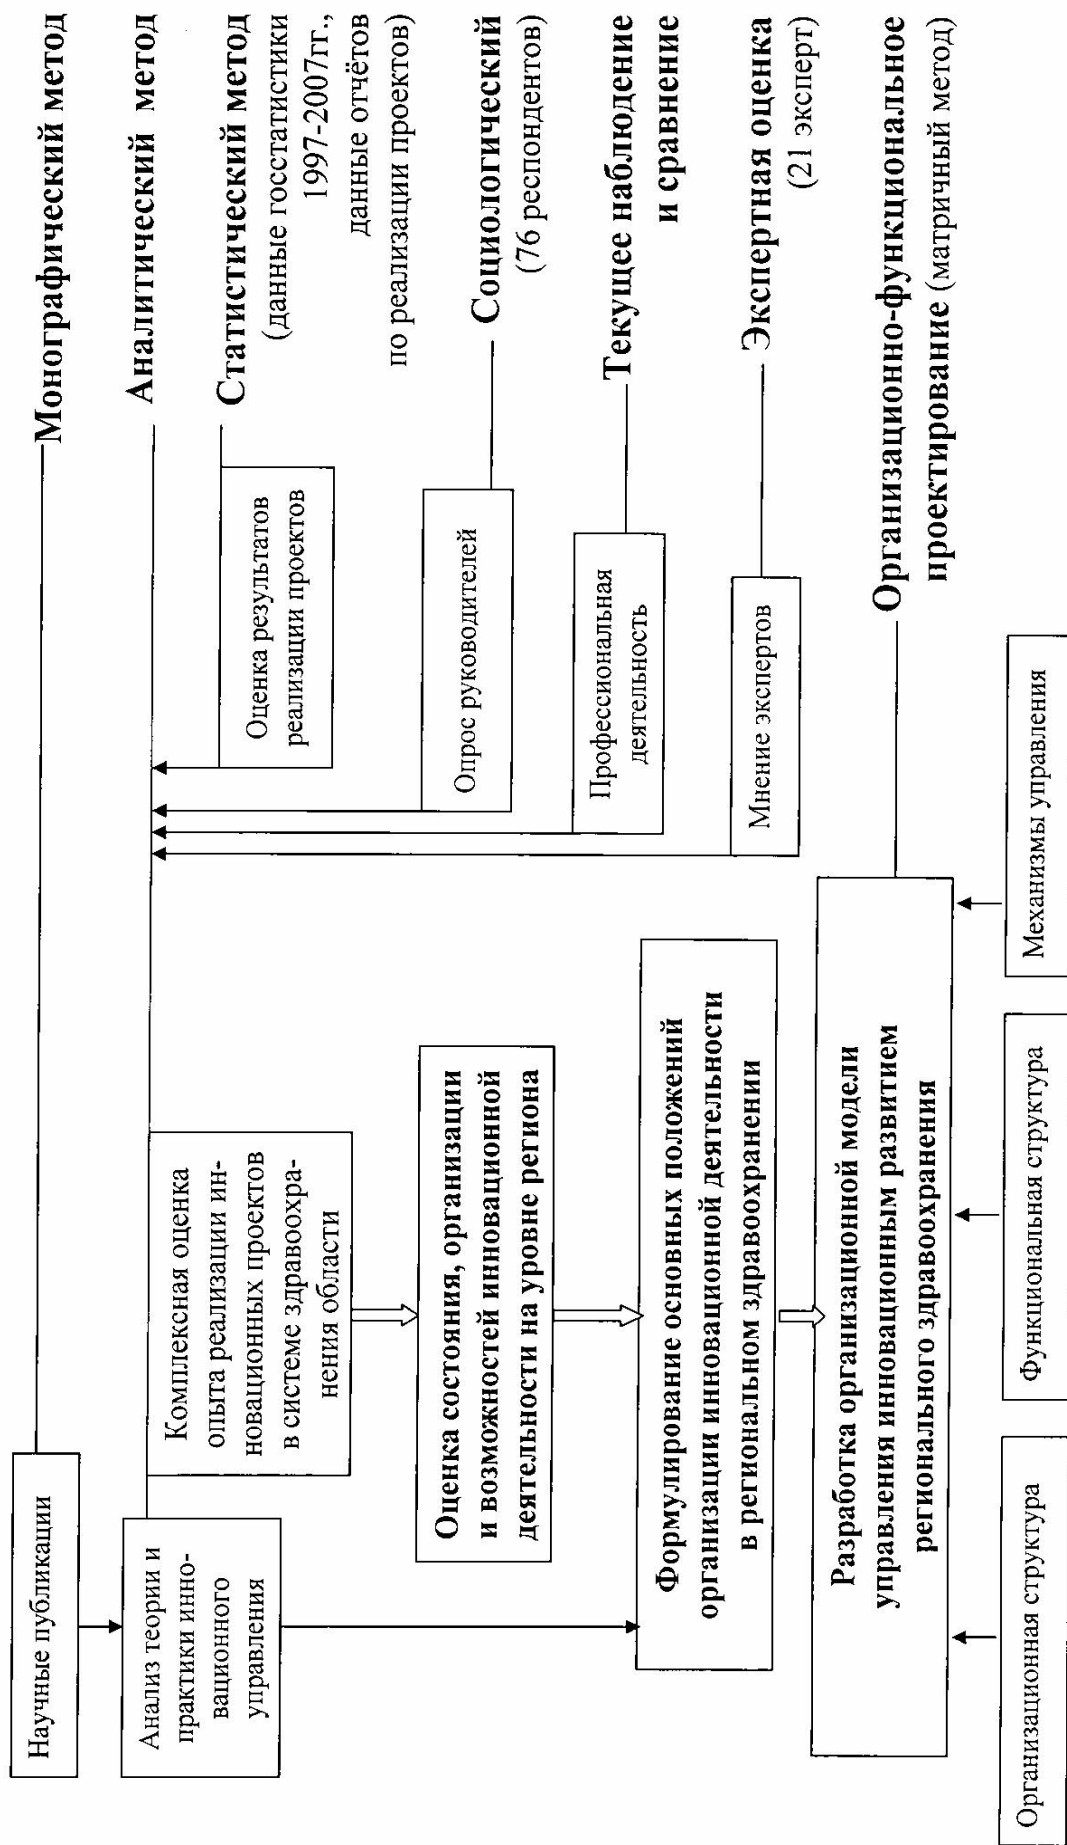 Научные публикации
Монографический метод
Анализ теории и
практики инно-
вационного
управления
Аналитический метод
Комплексная оценка
опыта реализации ин-
новационных проектов
в системе здравоохра-
нения области
Оценка результатов
реализации проектов
Статистический метод
(данные госстатистики
1997-2007гг.,
данные отчётов
по реализации проектов)
Оценка состояния, организации
и возможностей инновационной
деятельности на уровне региона
Опрос руководителей
Социологический
(76 респондентов)
Профессиональная
деятельность
Текущее наблюдение
и сравнение
Формулирование основных положений
организации инновационной деятельности
в региональном здравоохранении
Мнение экспертов
Экспертная оценка
(21 эксперт)
Разработка организационной модели
управления инновационным развитием
регионального здравоохранения
Организационно-функциональное
проектирование (матричный метод)
Организационная структура
Функциональная структура
Механизмы управления